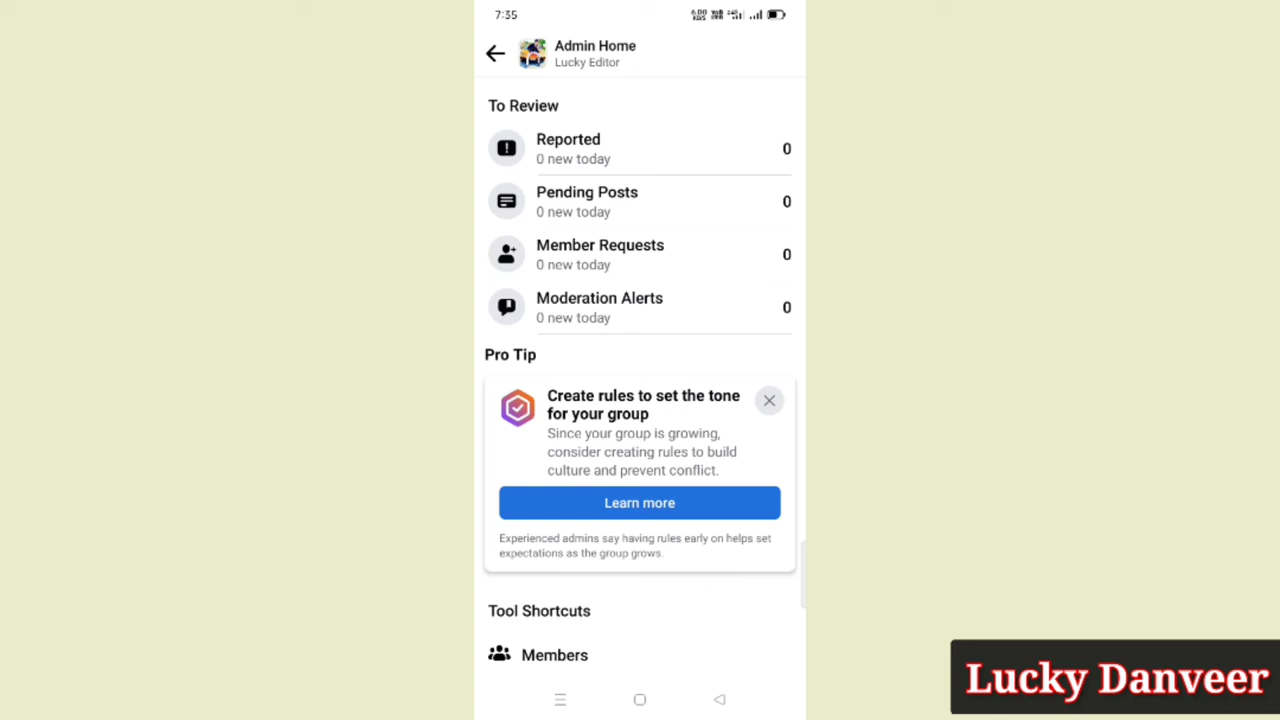 7:35
Admin Home
Lucky Editor
To Review
Reported
0 new today
0
Pending Posts
0 new today
0
Member Requests
0 new today
0
Moderation Alerts
0 new today
0
Pro Tip
Create rules to set the tone
for your group
Since your group is growing,
consider creating rules to build
culture and prevent conflict.
Learn more
Experienced admins say having rules early on helps set
expectations as the group grows.
Tool Shortcuts
Members
Lucky Danveer